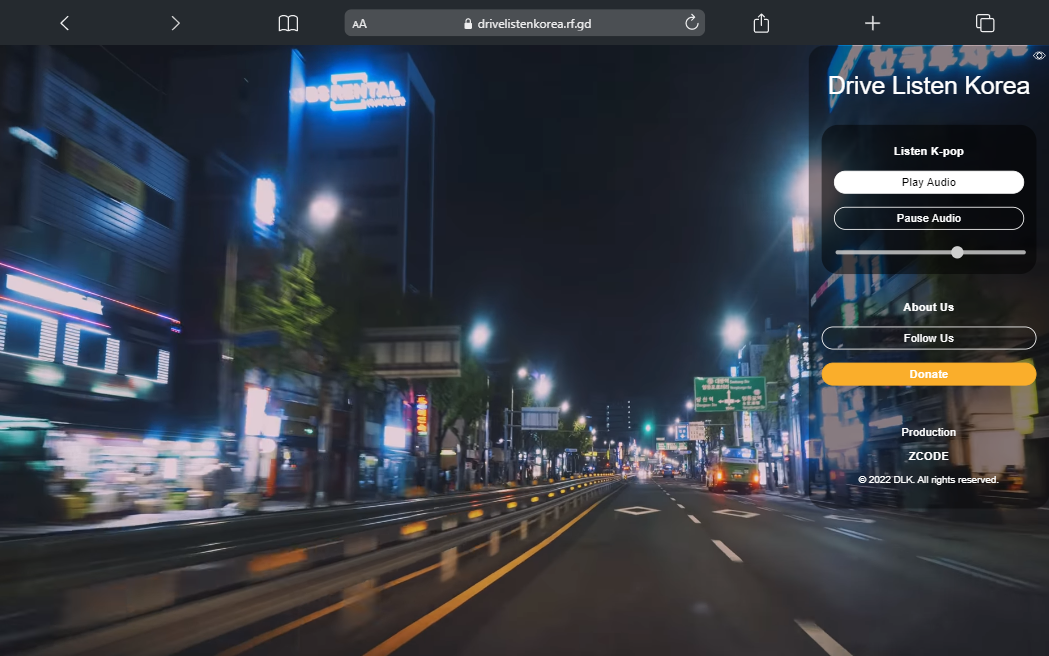 AA
drivelistenkorea.rf.gd
Drive Listen Korea
Listen K-pop
Play Audio
Pause Audio
About Us
Follow Us
Donate
Production
ZCODE
© 2022 DLK. All rights reserved.
RENTAL